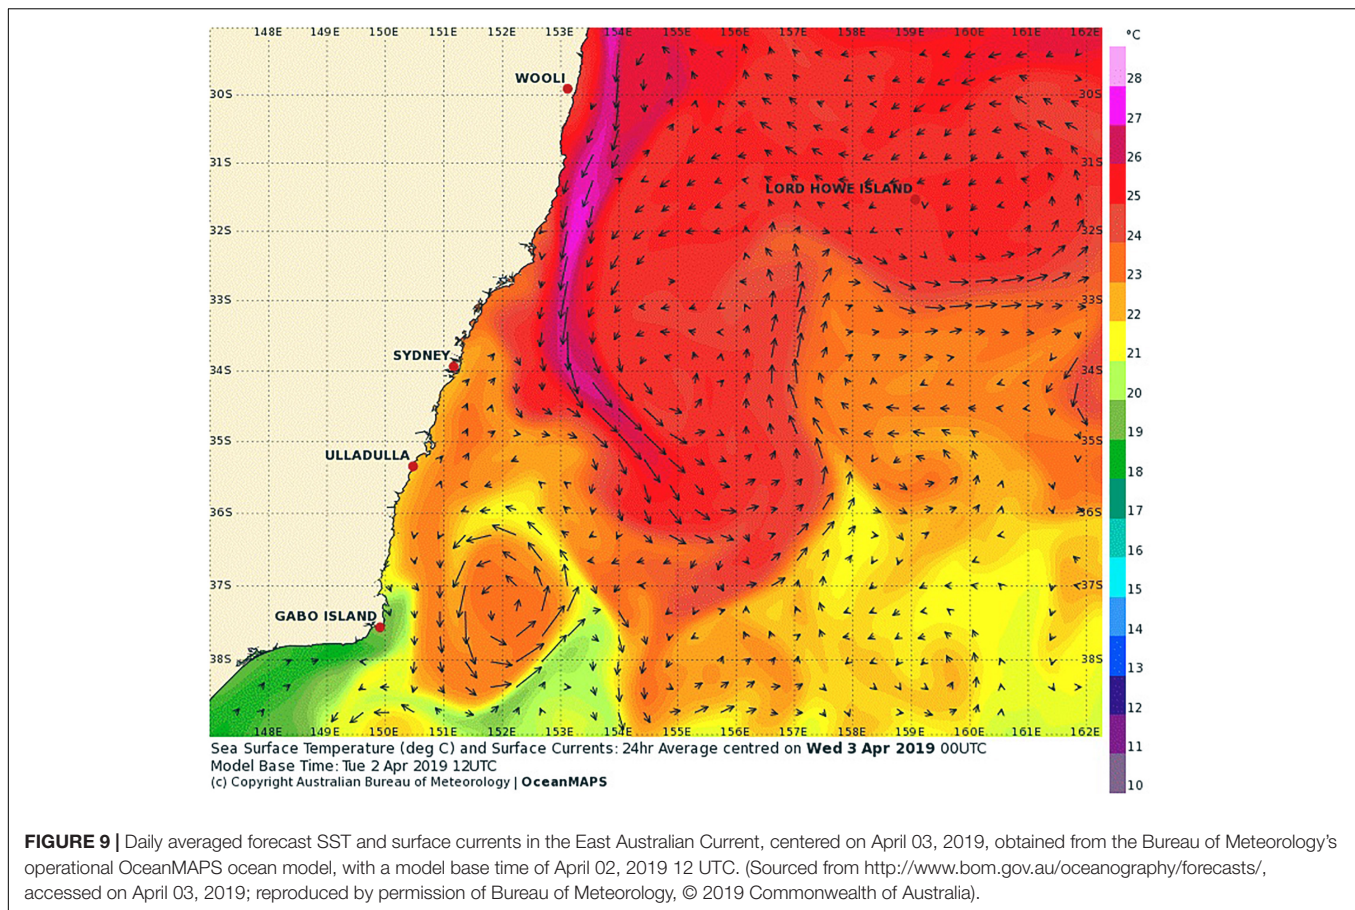 148E 149E 150E 151E 152E 153E 154E 155E 156E 157E 158E 159E 160E 161E 162E
°C
28
WOOLI
30S 30S
27
26
31S 31S
25
LORD HOWE ISLAND
32S 32S
24
23
33S 33S
22
SYDNEY
21
34S 34S
20
19
35S 35S
ULLADULLA
18
36S 36S
17
16
37S 37S
15
GABO ISLAND
14
38S 38S
13
12
148E 149E 150E 151E 152E 153E 154E 155E 156E 157E 158E 159E 160E 161E 162E
11
10
Sea Surface Temperature (deg C) and Surface Currents: 24hr Average centred on Wed 3 Apr 2019 00UTC
Model Base Time: Tue 2 Apr 2019 12UTC
(c) Copyright Australian Bureau of Meteorology | OceanMAPS
FIGURE 9 | Daily averaged forecast SST and surface currents in the East Australian Current, centered on April 03, 2019, obtained from the Bureau of Meteorology's
operational OceanMAPS ocean model, with a model base time of April 02, 2019 12 UTC. (Sourced from http://www.bom.gov.au/oceanography/forecasts/,
accessed on April 03, 2019; reproduced by permission of Bureau of Meteorology, © 2019 Commonwealth of Australia).